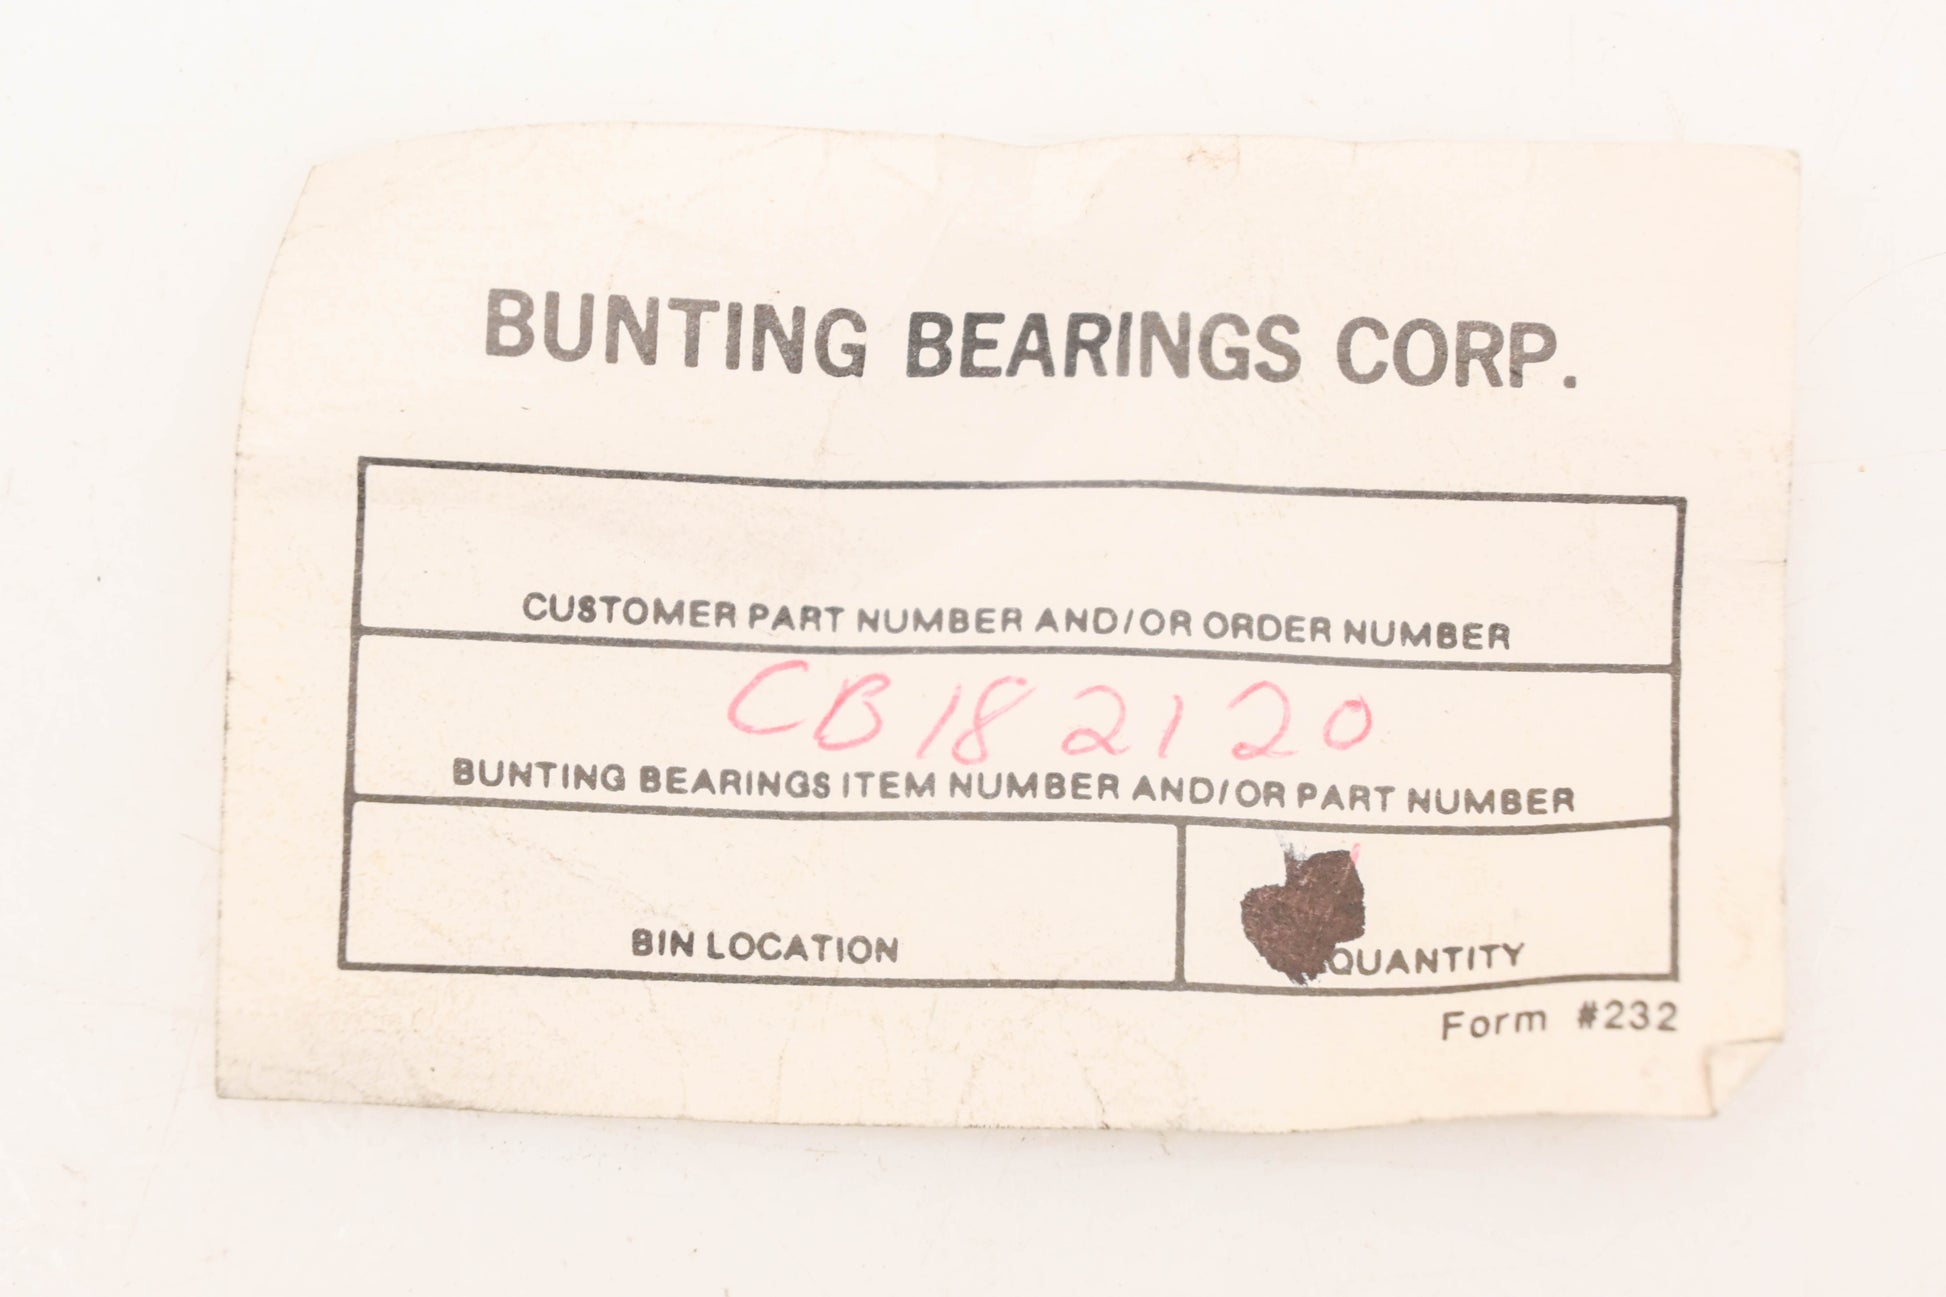 BUNTING BEARINGS CORP.
CUSTOMER PART NUMBER AND/OR ORDER NUMBER
CB182120
BUNTING BEARINGS ITEM NUMBER AND/OR PART NUMBER
BIN LOCATION
QUANTITY
Form #232